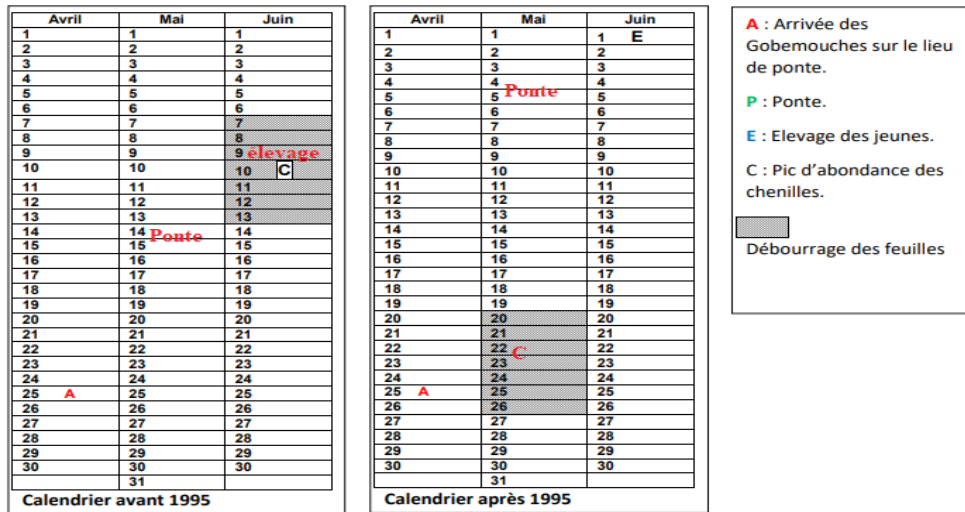 Avril Mai Juin
1 1 1
2 2 2
3 3 3
4 4 4
5 5 5
6 6 6
7 7 7
8 8 8
9 9 9 élevage
10 10 10 C
11 11 11
12 12 12
13 13 13
14 14 Ponte 14
15 15 15
16 16 16
17 17 17
18 18 18
19 19 19
20 20 20
21 21 21
22 22 22
23 23 23
24 24 24
25 A 25 25
26 26 26
27 27 27
28 28 28
29 29 29
30 30 30
31
Calendrier avant 1995
Avril Mai Juin
1 1 1 E
2 2 2
3 3 3
4 4 Ponte 4
5 5 5
6 6 6
7 7 7
8 8 8
9 9 9
10 10 10
11 11 11
12 12 12
13 13 13
14 14 14
15 15 15
16 16 16
17 17 17
18 18 18
19 19 19
20 20 20
21 21 21
22 22 C 22
23 23 23
24 24 24
25 A 25 25
26 26 26
27 27 27
28 28 28
29 29 29
30 30 30
31
Calendrier après 1995
A : Arrivée des
Gobemouches sur le lieu
de ponte.
P : Ponte.
E : Elevage des jeunes.
C : Pic d'abondance des
chenilles.
Débourrage des feuilles